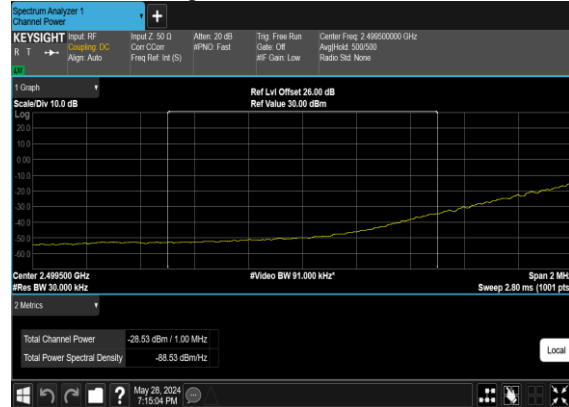 Spectrum Analyzer 1
Channel Power
+
KEYSIGHT
R T
LM
Input: RF
Coupling: DC
Align: Auto
Input Z: 50 Ω
Corr CCorr
Freq Ref: Int (S)
Atten: 20 dB
#PNO: Fast
Trig: Free Run
Gate: Off
#IF Gain: Low
Center Freq: 2.499500000 GHz
Avg|Hold: 500/500
Radio Std: None
1 Graph
Scale/Div 10.0 dB
Ref Lvl Offset 26.00 dB
Ref Value 30.00 dBm
Log
20.0
10.0
0.00
-10.0
-20.0
-30.0
-40.0
-50.0
-60.0
Center 2.499500 GHz
#Res BW 30.000 kHz
#Video BW 91.000 kHz*
Span 2 MHz
Sweep 2.80 ms (1001 pts
2 Metrics
Total Channel Power -28.53 dBm / 1.00 MHz
Total Power Spectral Density -88.53 dBm/Hz
Local
?
May 28, 2024
7:15:04 PM